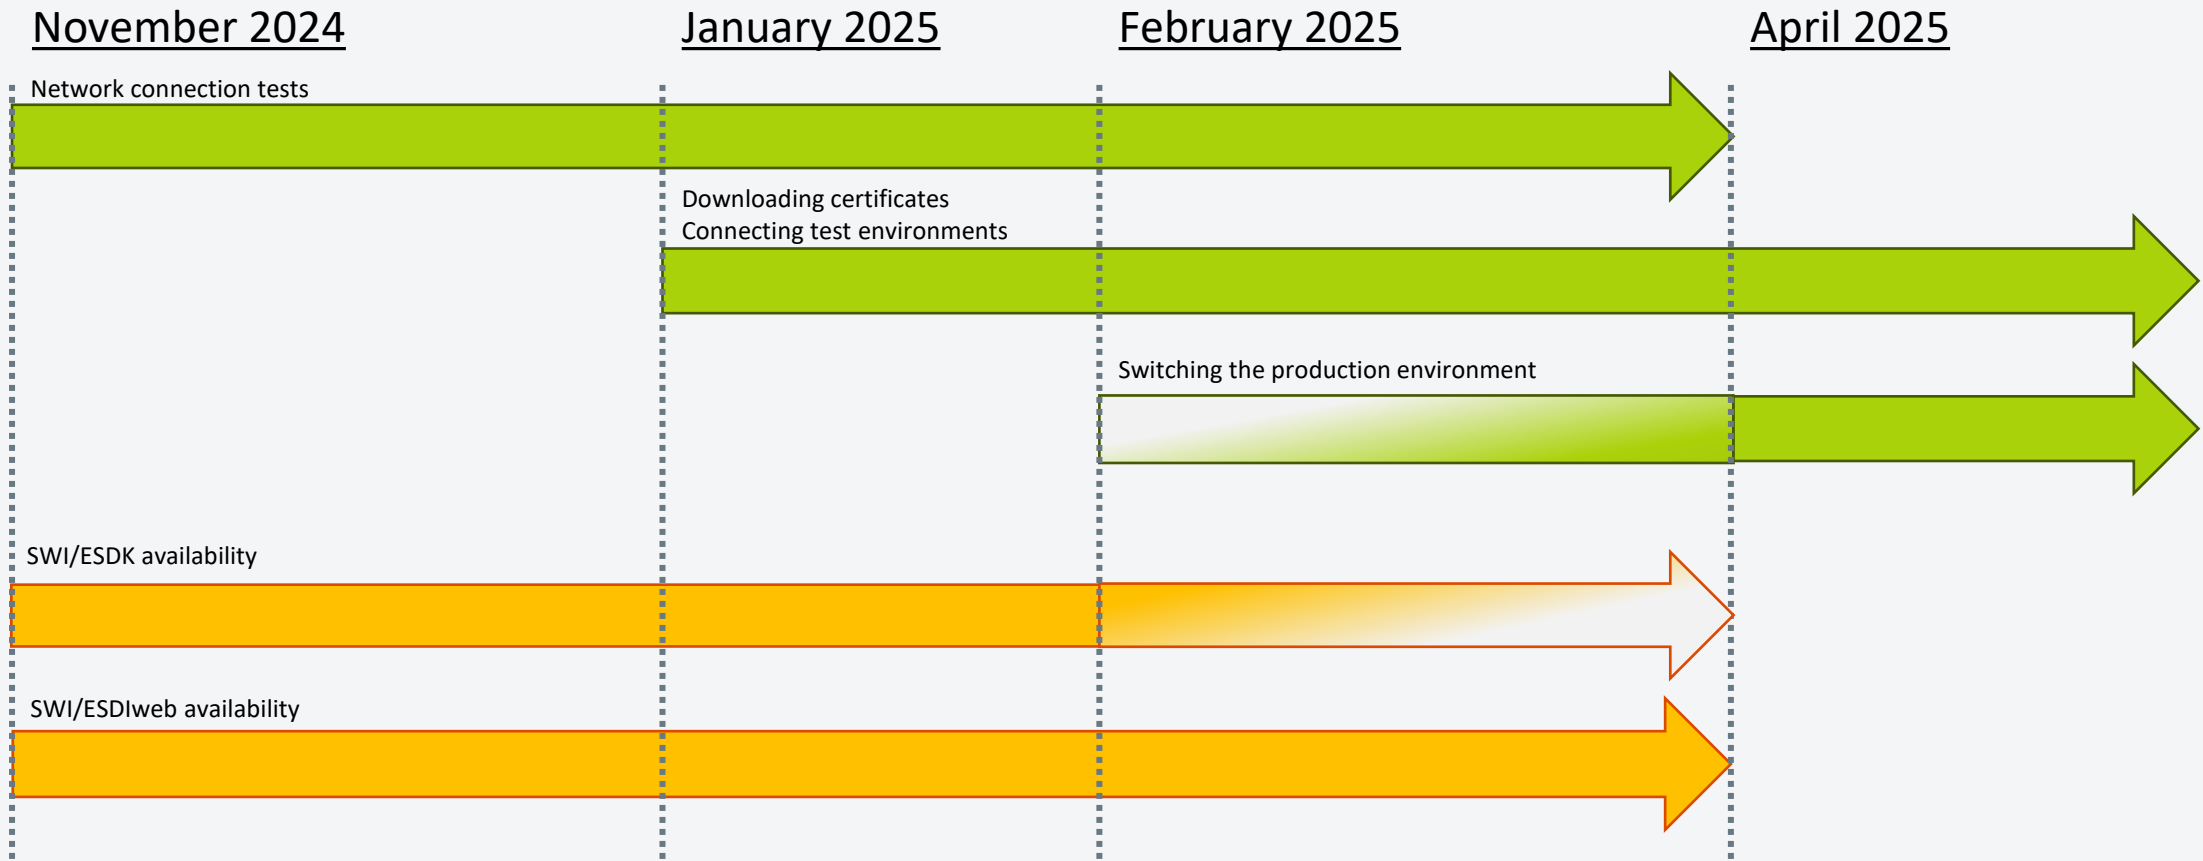 November 2024
January 2025
February 2025
April 2025
Network connection tests
Downloading certificates
Connecting test environments
Switching the production environment
SWI/ESDK availability
SWI/ESDIweb availability